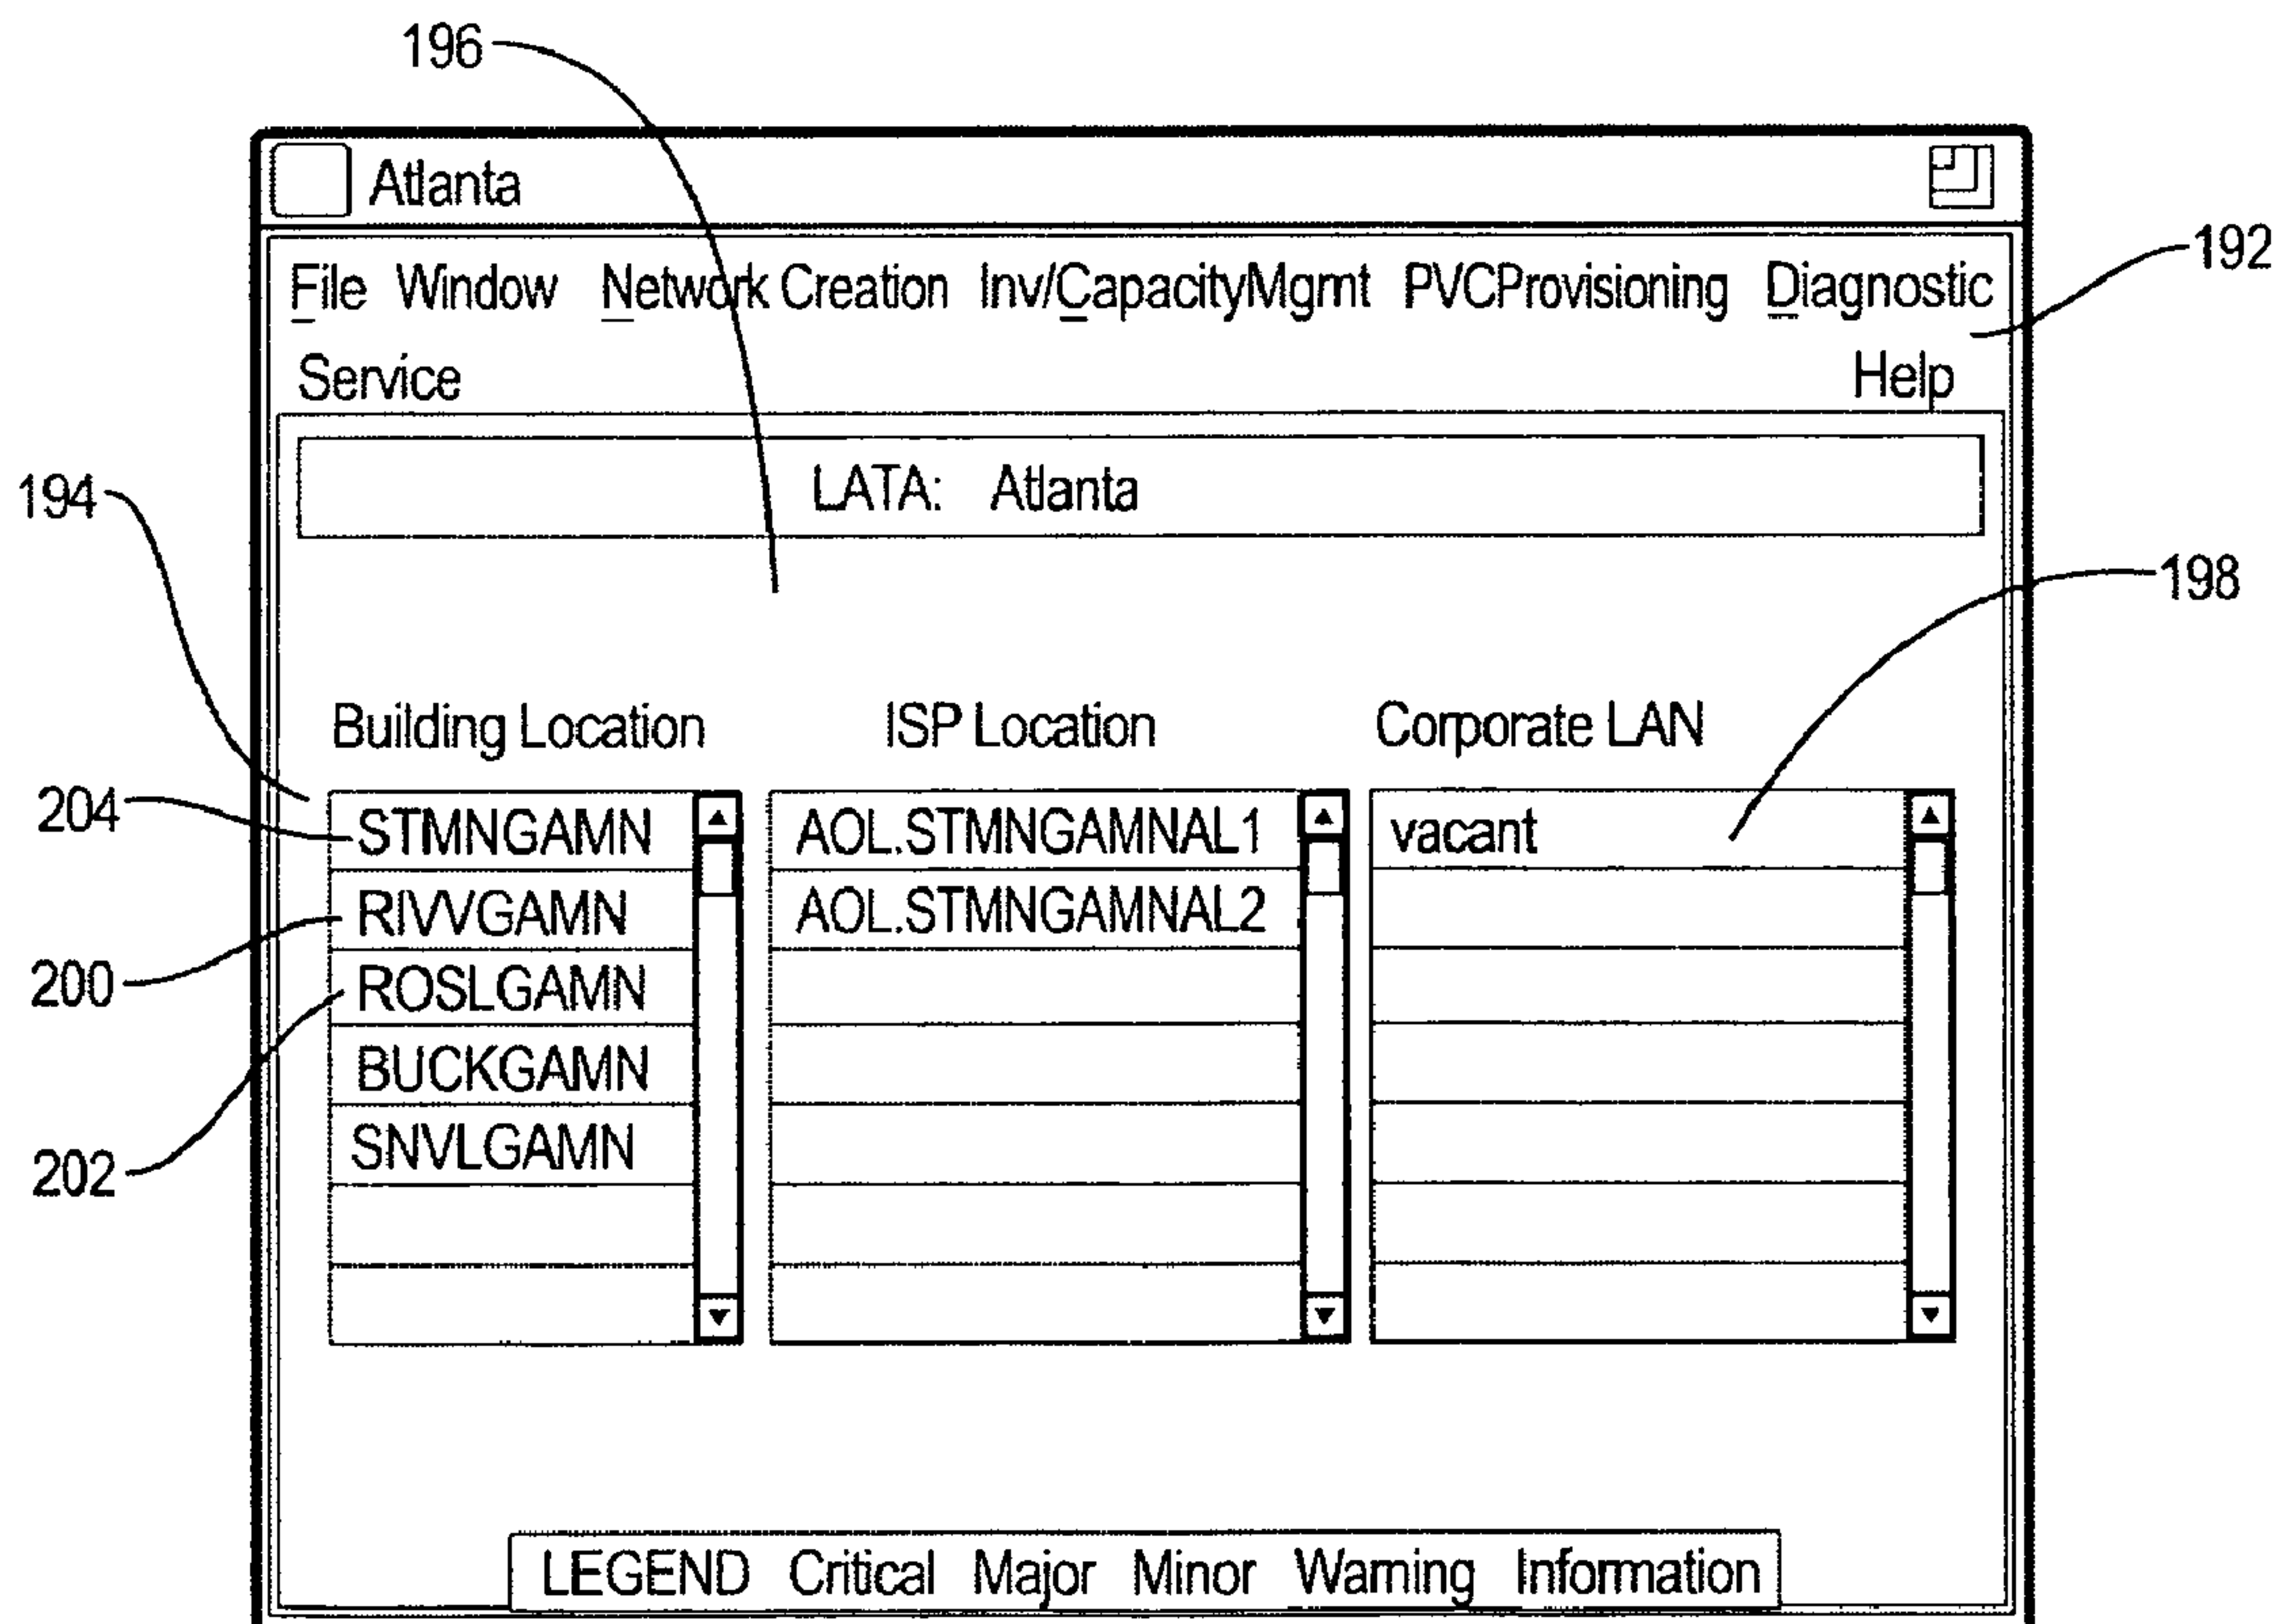 196
Atlanta
192
File Window Network Creation Inv/CapacityMgmt PVCProvisioning Diagnostic
Service Help
194
LATA: Atlanta
198
Building Location ISP Location Corporate LAN
204
STMNGAMN AOL.STMNGAMNAL1 vacant
RIVVGAMN AOL.STMNGAMNAL2
200
ROSLGAMN
BUCKGAMN
SNVLGAMN
202
LEGEND Critical Major Minor Warning Information